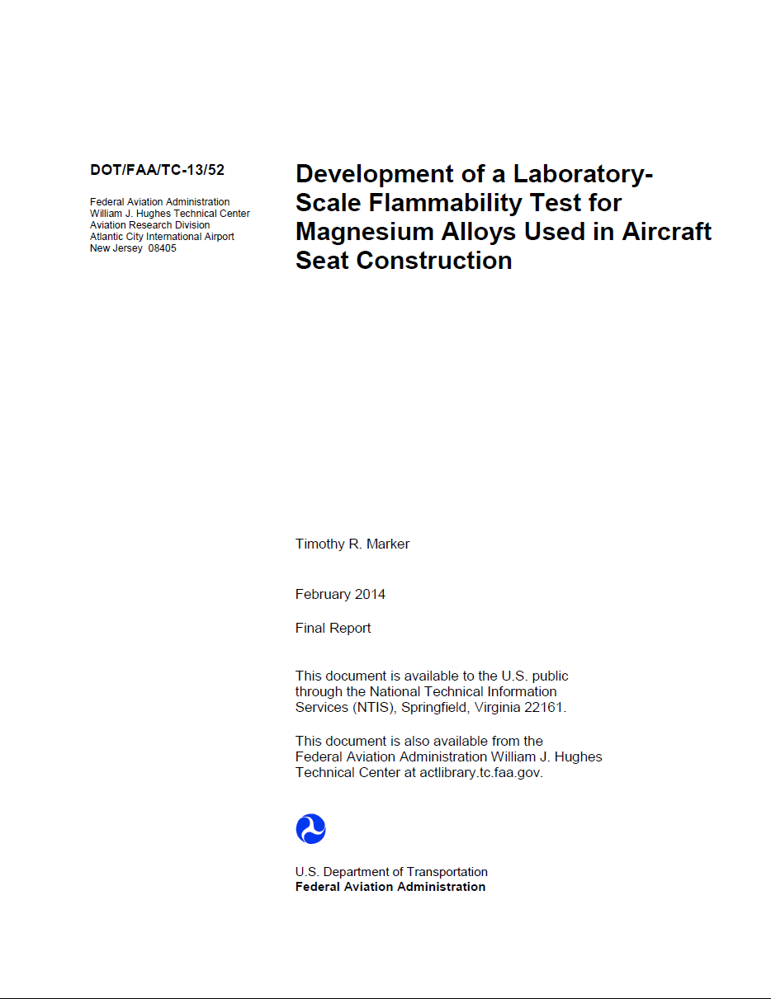 DOT/FAA/TC-13/52
Federal Aviation Administration
William J. Hughes Technical Center
Aviation Research Division
Atlantic City International Airport
New Jersey  08405
Development of a Laboratory-
Scale Flammability Test for
Magnesium Alloys Used in Aircraft
Seat Construction
Timothy R. Marker
February 2014
Final Report
This document is available to the U.S. public
through the National Technical Information
Services (NTIS), Springfield, Virginia 22161.
This document is also available from the
Federal Aviation Administration William J. Hughes
Technical Center at actlibrary.tc.faa.gov.
U.S. Department of Transportation
Federal Aviation Administration